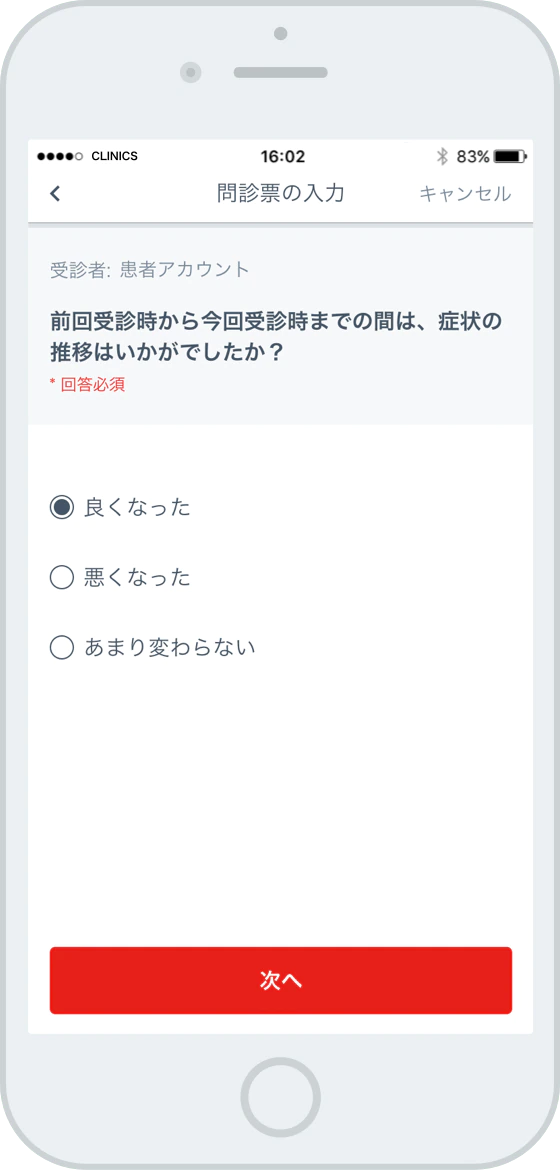 CLINICS 16:02 83%
問診票の入力 キャンセル
受診者: 患者アカウント
前回受診時から今回受診時までの間は、症状の
推移はいかがでしたか？
* 回答必須
良くなった
悪くなった
あまり変わらない
次へ